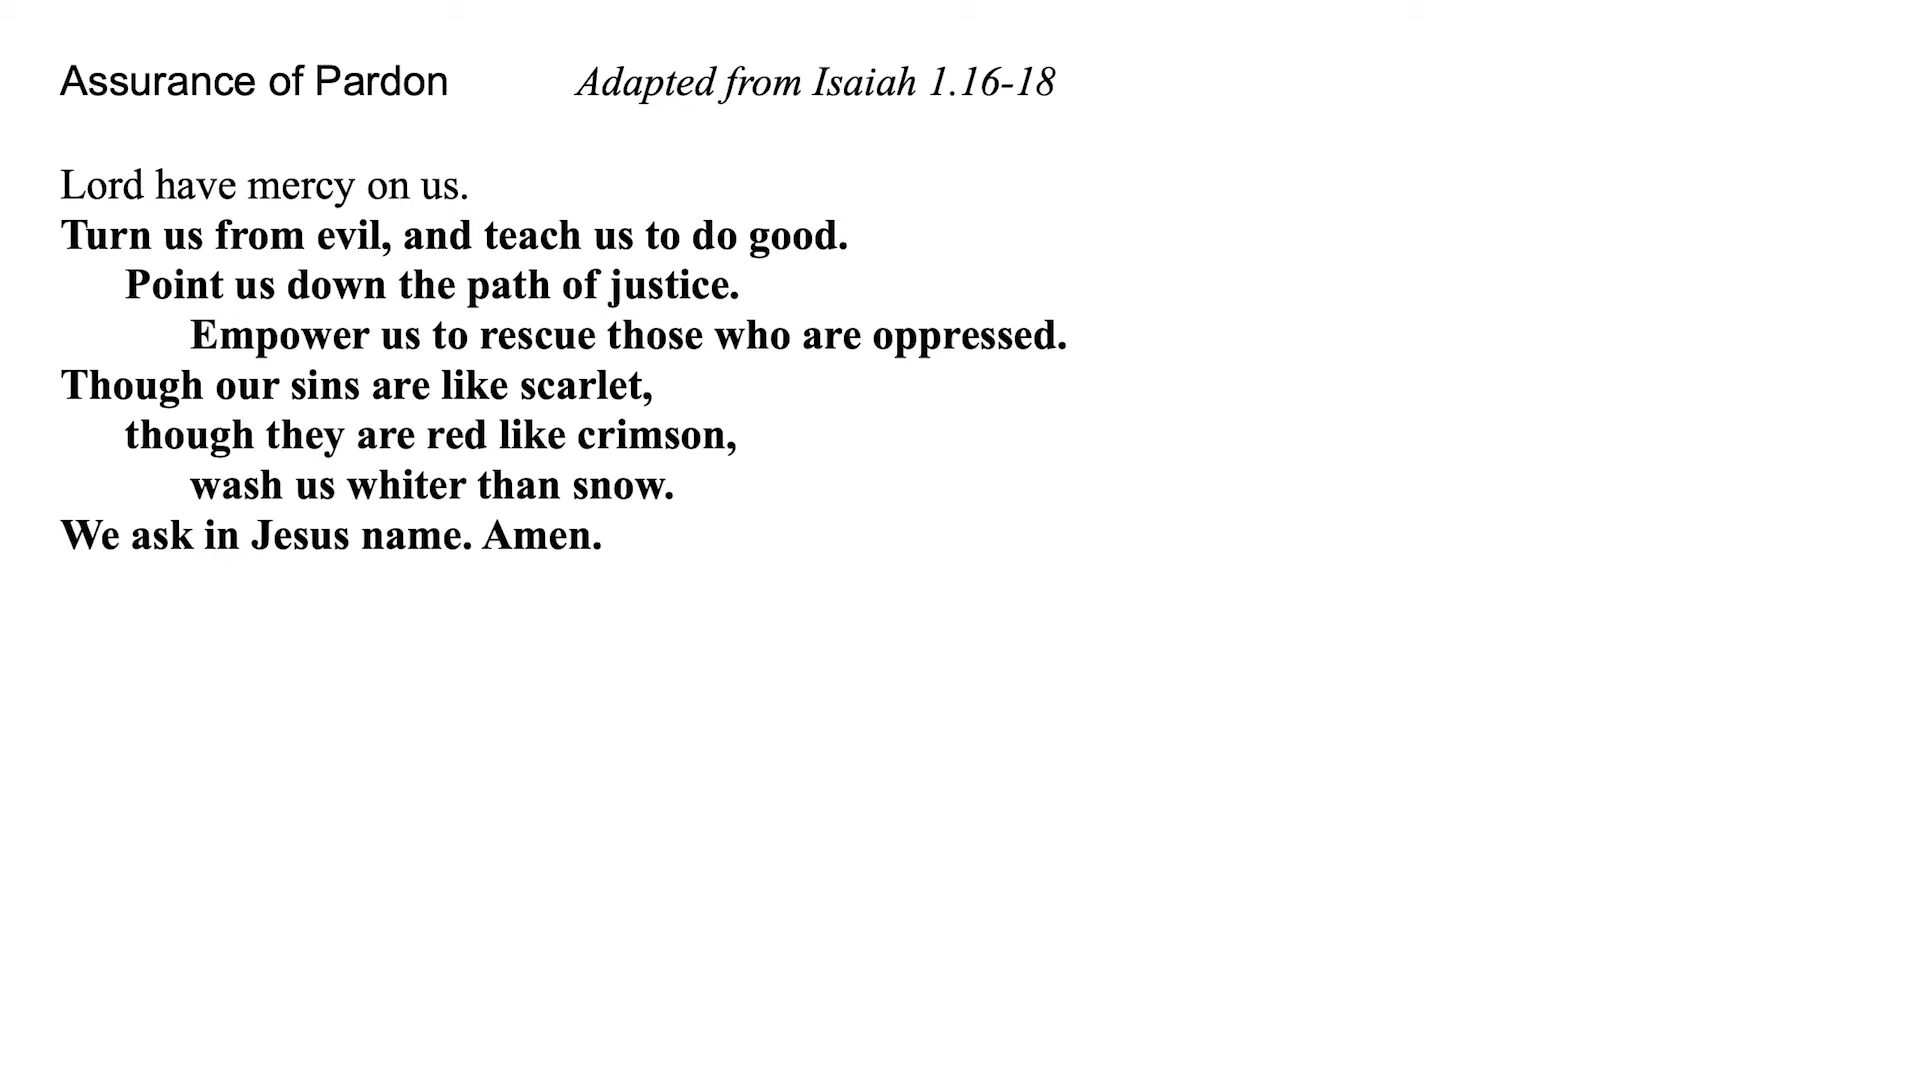 Assurance of Pardon Adapted from Isaiah 1.16-18
Lord have mercy on us.
Turn us from evil, and teach us to do good.
Point us down the path of justice.
Empower us to rescue those who are oppressed.
Though our sins are like scarlet,
though they are red like crimson,
wash us whiter than snow.
We ask in Jesus name. Amen.